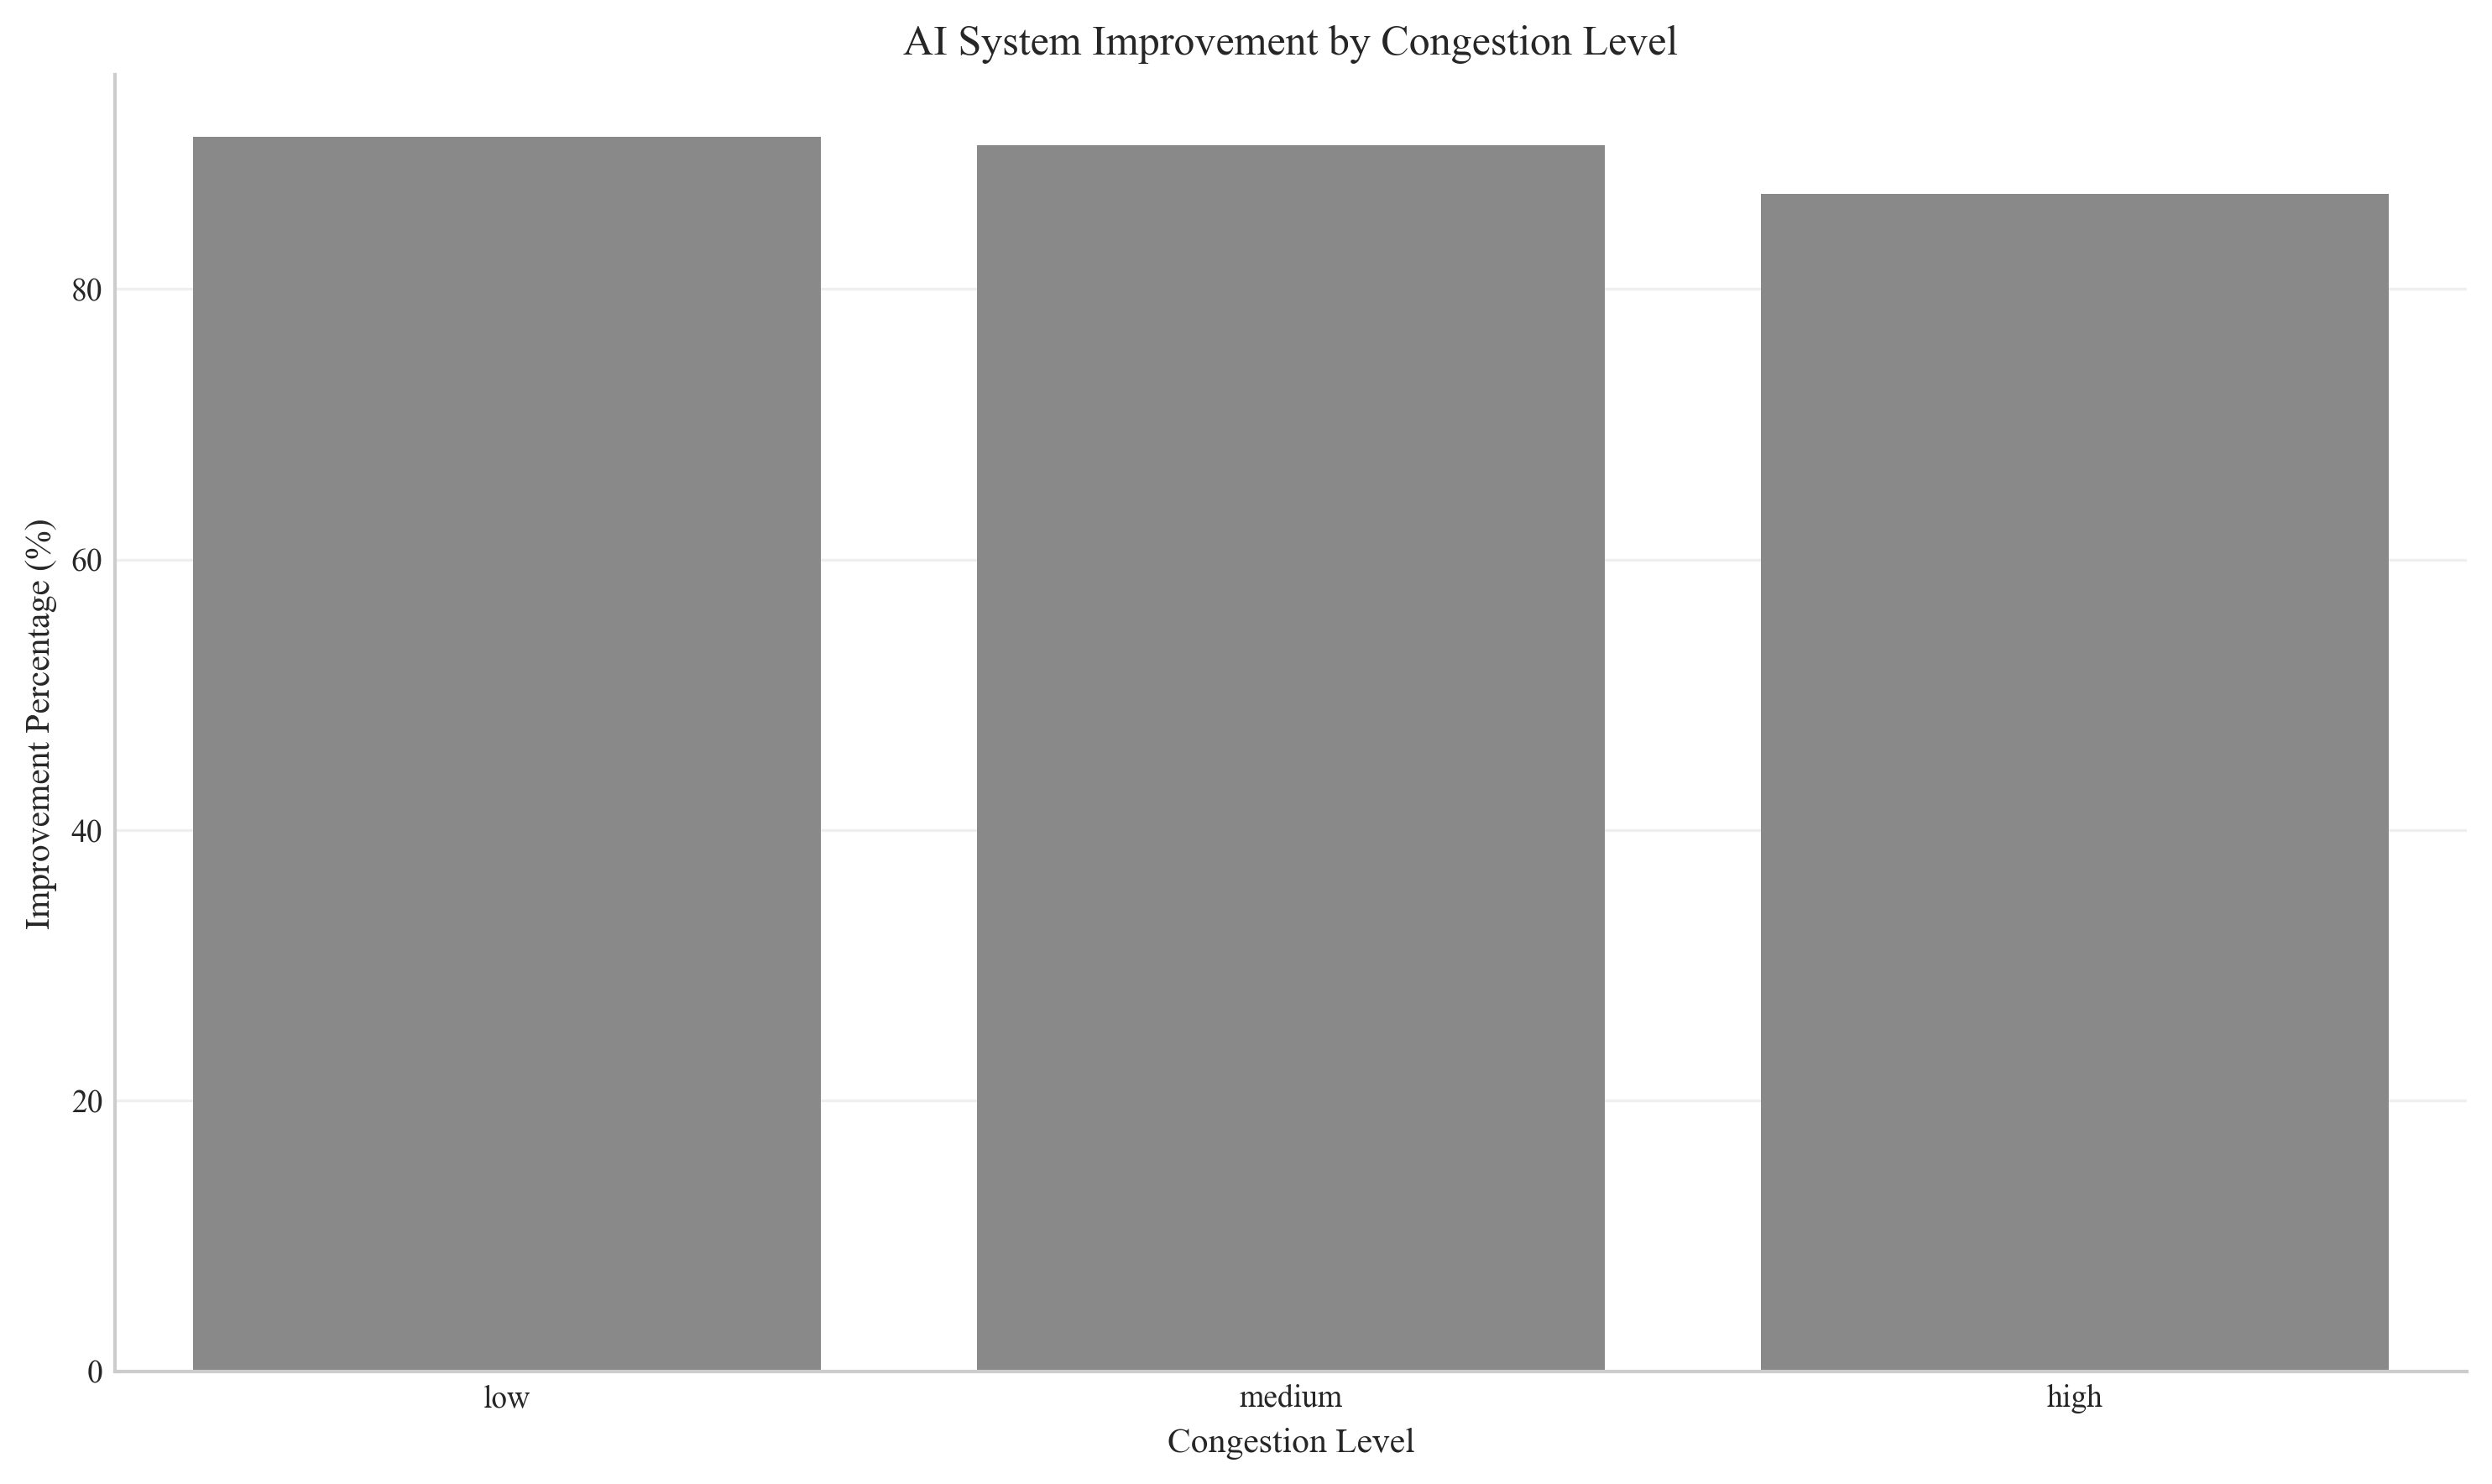 AI System Improvement by Congestion Level
Improvement Percentage (%)
80
60
40
20
0
low
medium
high
Congestion Level